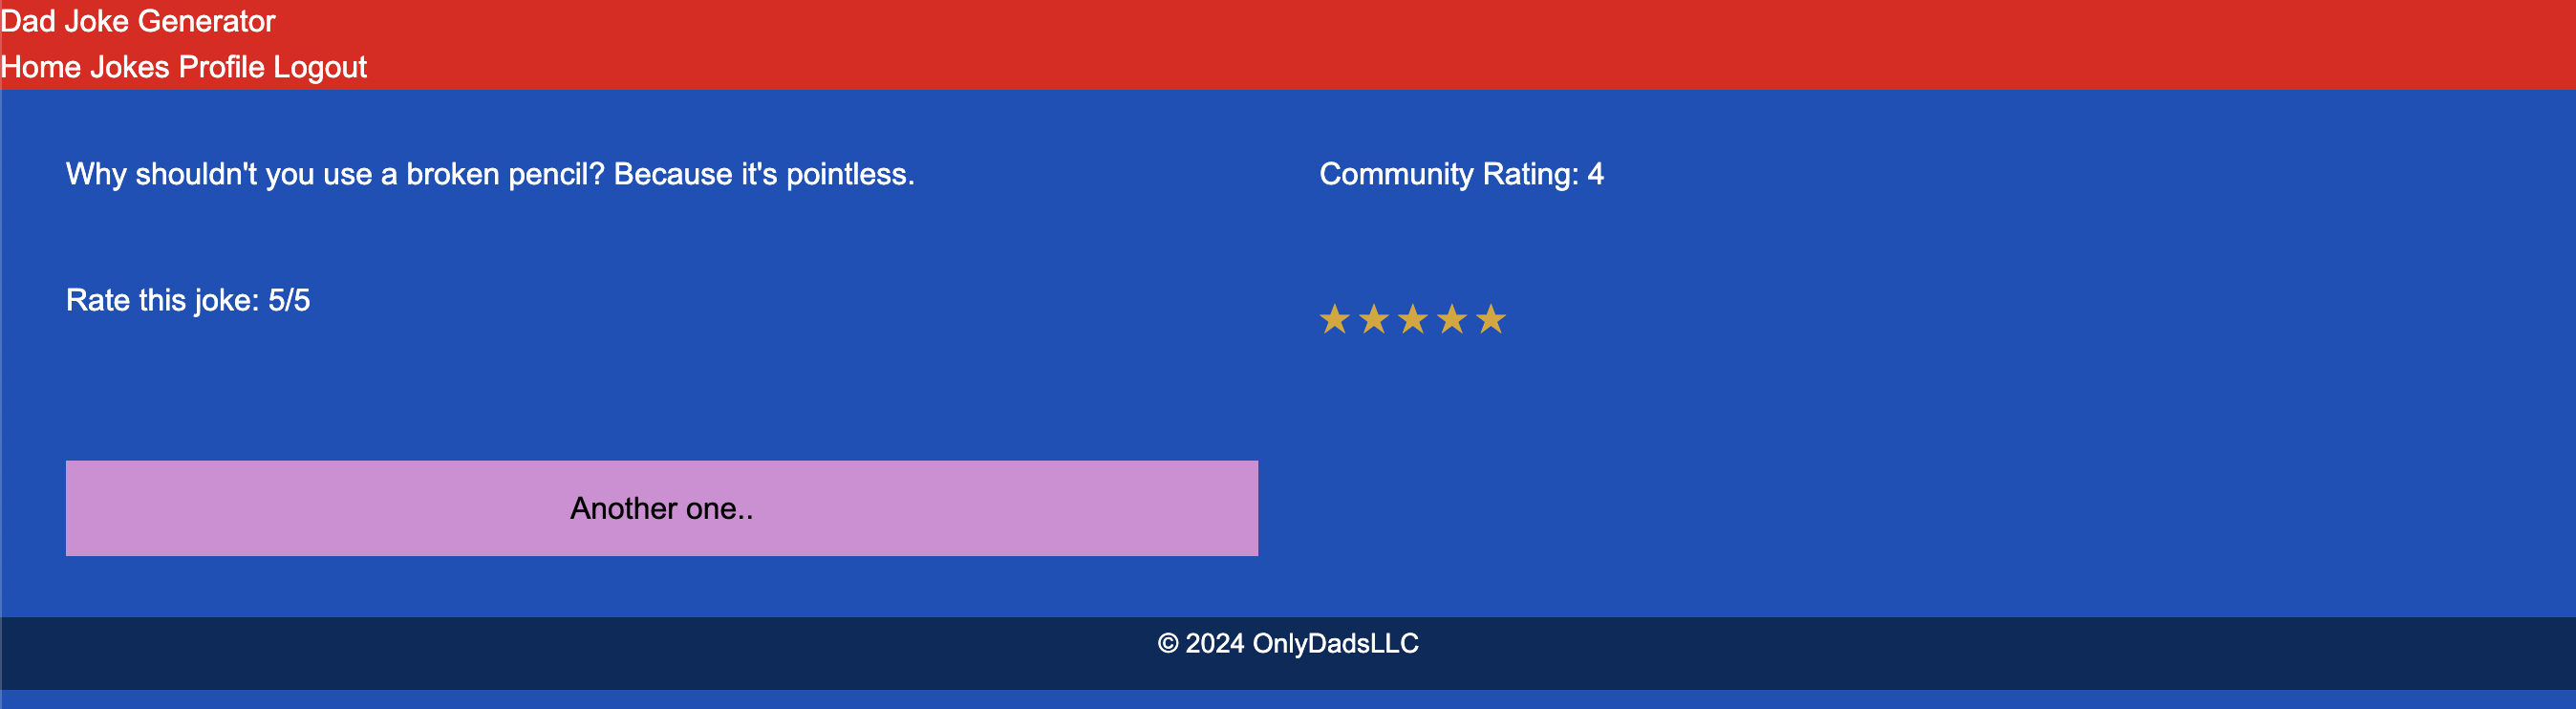 Dad Joke Generator
Home Jokes Profile Logout
Why shouldn't you use a broken pencil? Because it's pointless.
Community Rating: 4
Rate this joke: 5/5
★★★★★
Another one..
© 2024 OnlyDadsLLC